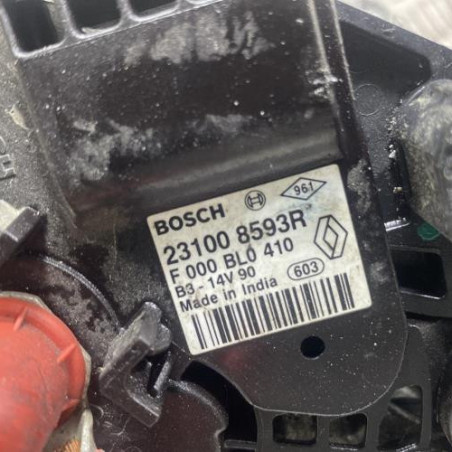 961
BOSCH
23100 8593R
F 000 BL0 410
B3 - 14V 90
603
Made in India